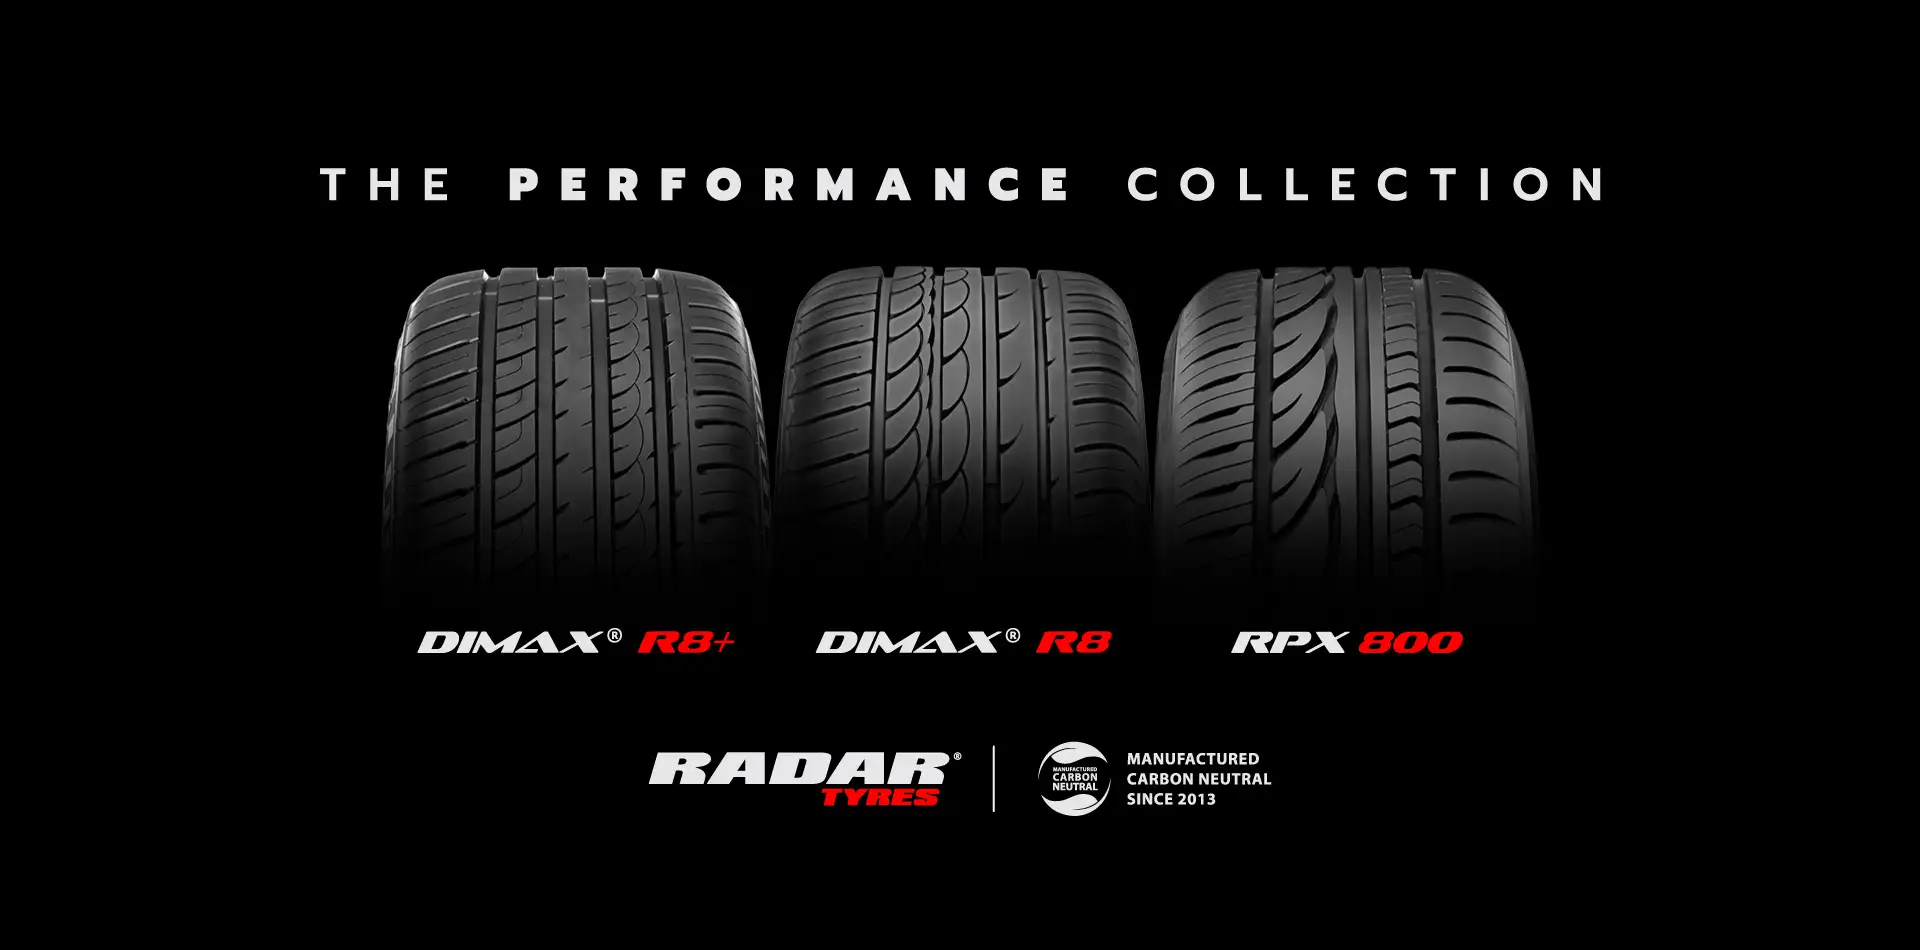 THE PERFORMANCE COLLECTION
DIMAX® R8+
DIMAX® R8
RPX 800
RADAR®
TYRES
MANUFACTURED
CARBON
NEUTRAL
MANUFACTURED
CARBON NEUTRAL
SINCE 2013